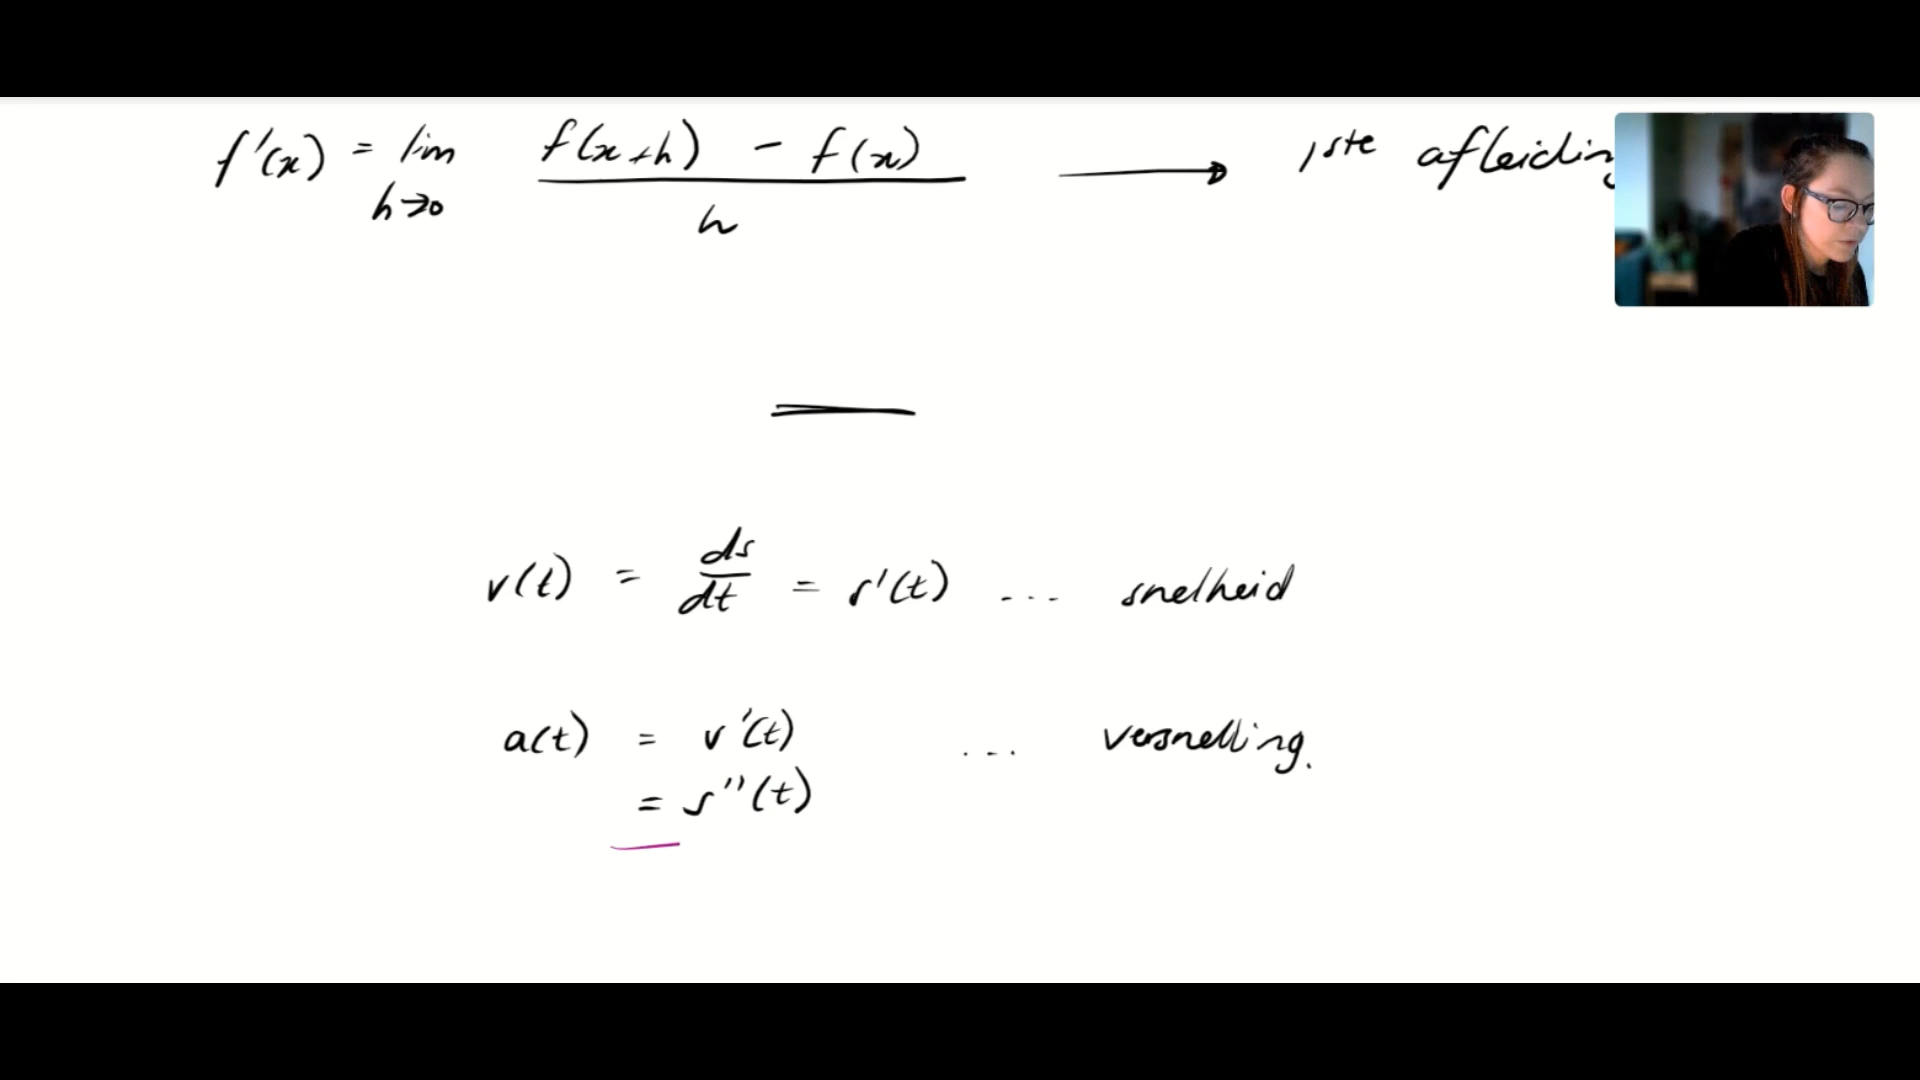 f'(x) = lim h→0 f(x+h) - f(x) / h → 1ste afleiding
v(t) = ds/dt = s'(t) ... snelheid
a(t) = v'(t) ... versnelling.
= s''(t)